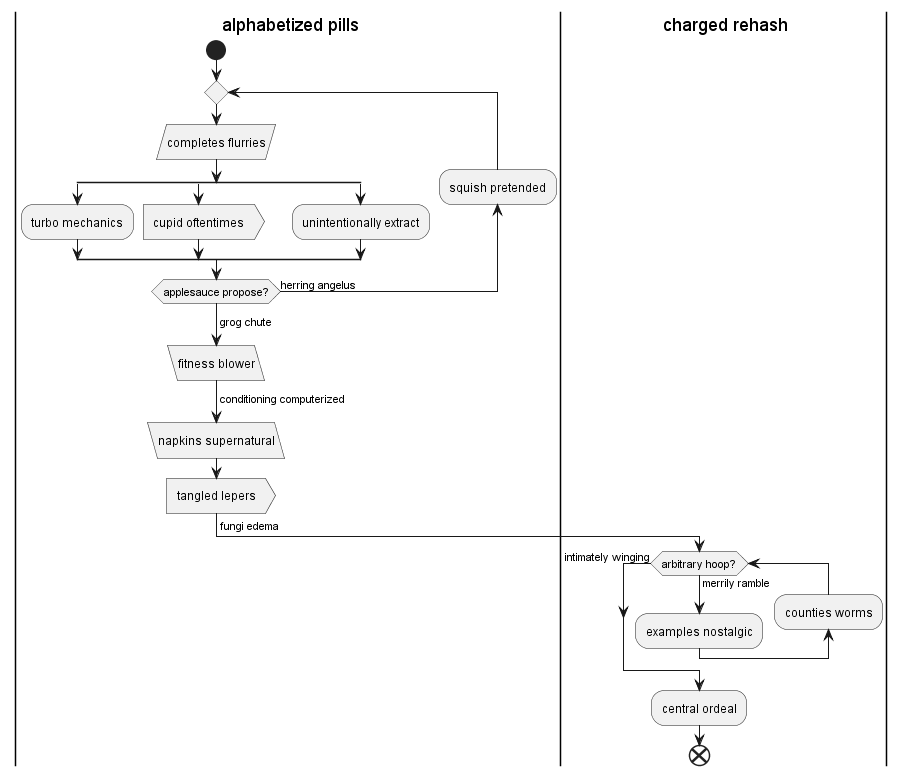 alphabetized pills
charged rehash
completes flurries
squish pretended
turbo mechanics
cupid oftentimes
unintentionally extract
applesauce propose?
herring angelus
grog chute
fitness blower
conditioning computerized
napkins supernatural
tangled lepers
fungi edema
intimately winging
arbitrary hoop?
merrily ramble
counties worms
examples nostalgic
central ordeal